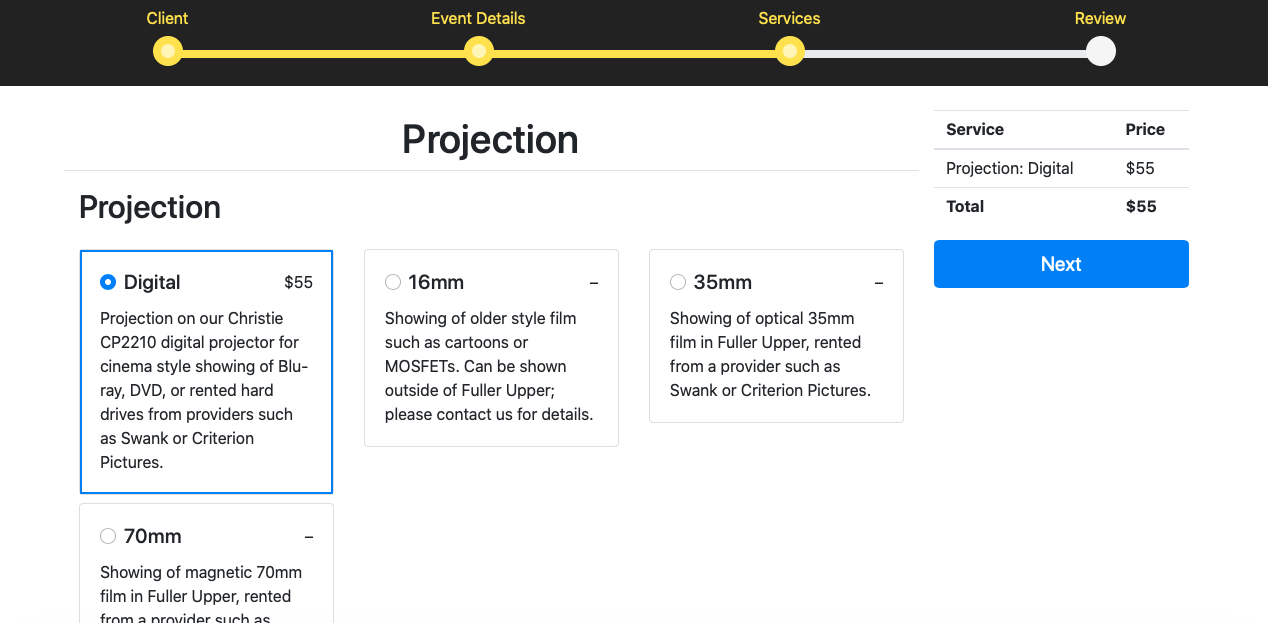 Client
Event Details
Services
Review
Projection
Projection
Digital
$55
Projection on our Christie
CP2210 digital projector for
cinema style showing of Blu-
ray, DVD, or rented hard
drives from providers such
as Swank or Criterion
Pictures.
16mm
–
Showing of older style film
such as cartoons or
MOSFETs. Can be shown
outside of Fuller Upper;
please contact us for details.
35mm
–
Showing of optical 35mm
film in Fuller Upper, rented
from a provider such as
Swank or Criterion Pictures.
70mm
–
Showing of magnetic 70mm
film in Fuller Upper, rented
from a provider such as
Service Price
Projection: Digital $55
Total $55
Next